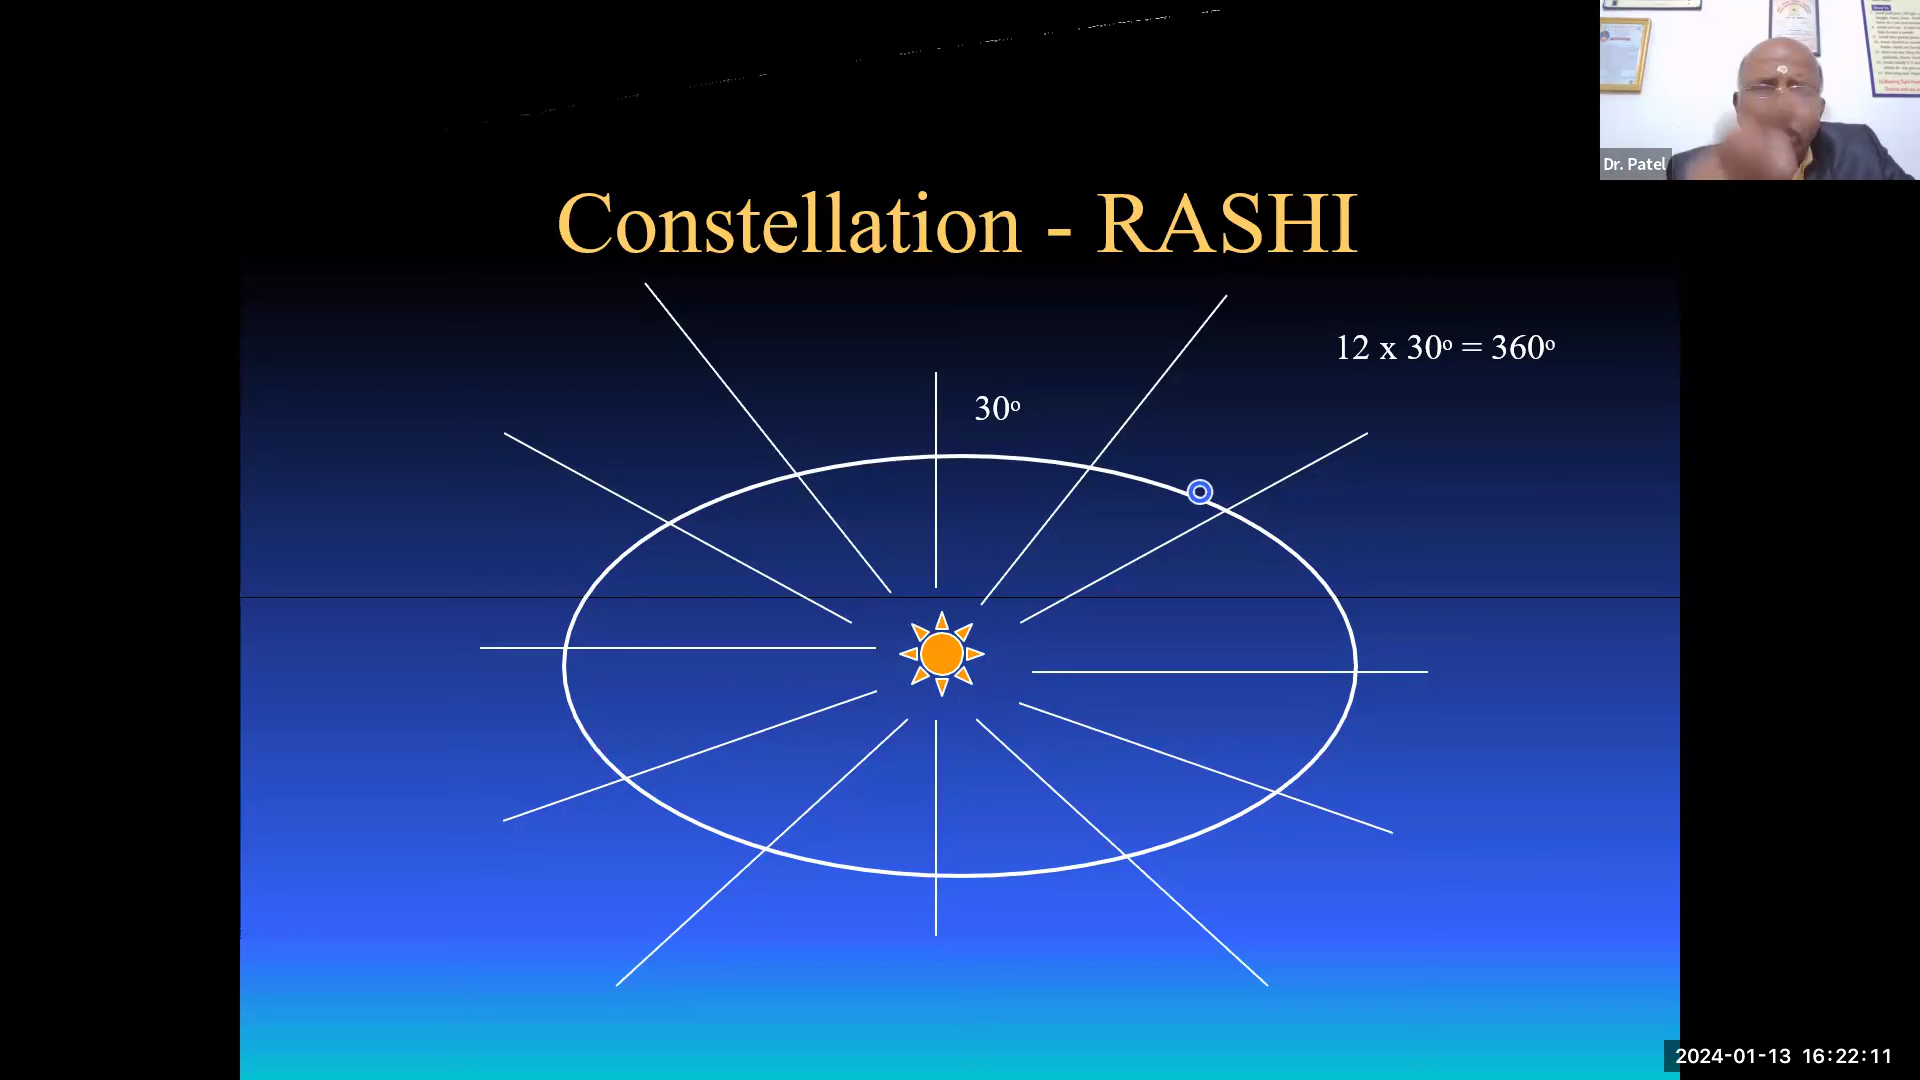 Dr. Patel
Constellation - RASHI
12 x 30º = 360º
30º
2024-01-13 16:22:11